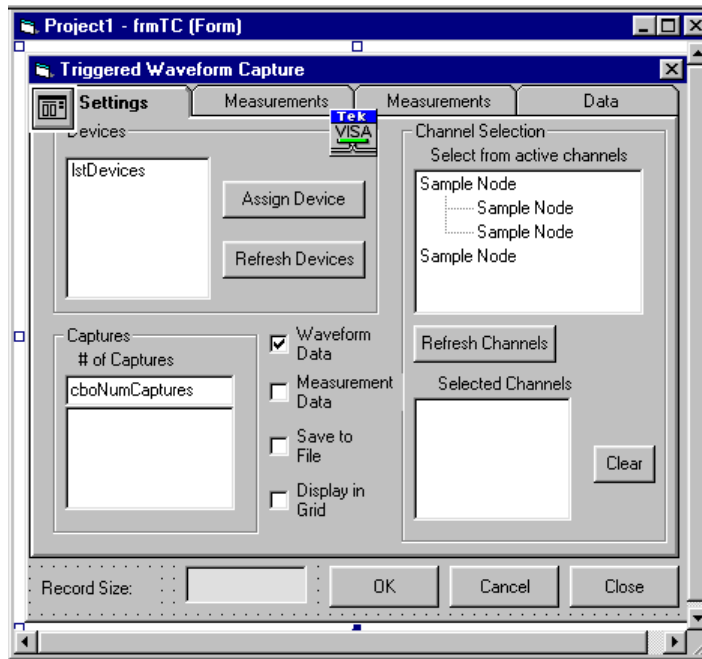 Project1 - frmTC (Form)
Triggered Waveform Capture
Settings
Measurements
Measurements
Data
Devices
Tek
VISA
lstDevices
Assign Device
Refresh Devices
Channel Selection
Select from active channels
Sample Node
Sample Node
Sample Node
Sample Node
Refresh Channels
Captures
# of Captures
cboNumCaptures
Waveform
Data
Measurement
Data
Save to
File
Display in
Grid
Selected Channels
Clear
Record Size:
OK
Cancel
Close